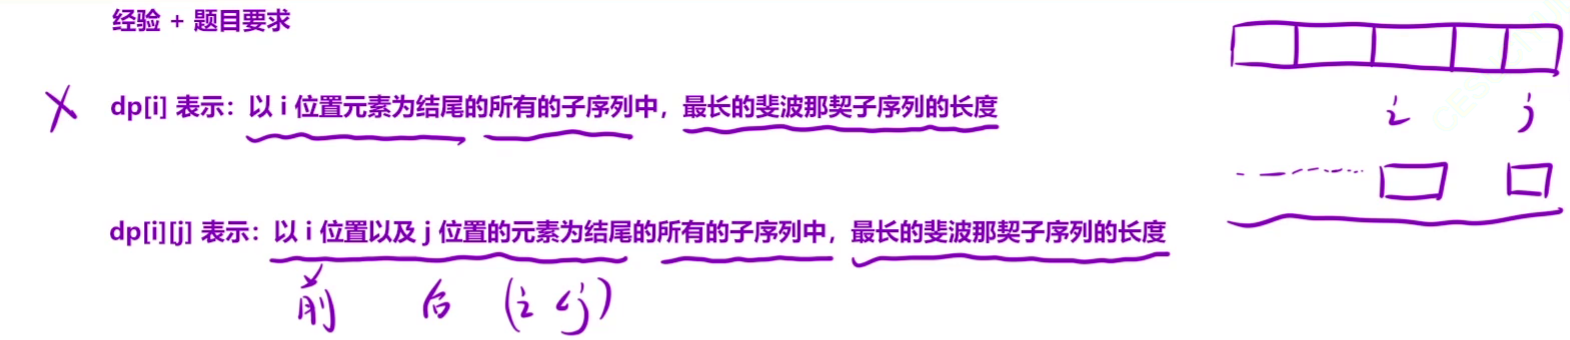 经验 + 题目要求
i j
X dp[i] 表示：以 i 位置元素为结尾的所有的子序列中，最长的斐波那契子序列的长度
dp[i][j] 表示：以 i 位置以及 j 位置的元素为结尾的所有的子序列中，最长的斐波那契子序列的长度
前 后 (i < j)